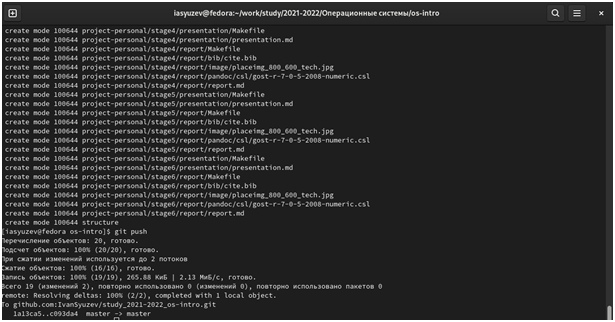 iasyuzev@fedora:~/work/study/2021-2022/Операционные системы/os-intro
create mode 100644 project-personal/stage4/presentation/Makefile
create mode 100644 project-personal/stage4/presentation/presentation.md
create mode 100644 project-personal/stage4/report/Makefile
create mode 100644 project-personal/stage4/report/bib/cite.bib
create mode 100644 project-personal/stage4/report/image/placeimg_800_600_tech.jpg
create mode 100644 project-personal/stage4/report/pandoc/csl/gost-r-7-0-5-2008-numeric.csl
create mode 100644 project-personal/stage4/report/report.md
create mode 100644 project-personal/stage5/presentation/Makefile
create mode 100644 project-personal/stage5/presentation/presentation.md
create mode 100644 project-personal/stage5/report/Makefile
create mode 100644 project-personal/stage5/report/bib/cite.bib
create mode 100644 project-personal/stage5/report/image/placeimg_800_600_tech.jpg
create mode 100644 project-personal/stage5/report/pandoc/csl/gost-r-7-0-5-2008-numeric.csl
create mode 100644 project-personal/stage5/report/report.md
create mode 100644 project-personal/stage6/presentation/Makefile
create mode 100644 project-personal/stage6/presentation/presentation.md
create mode 100644 project-personal/stage6/report/Makefile
create mode 100644 project-personal/stage6/report/bib/cite.bib
create mode 100644 project-personal/stage6/report/image/placeimg_800_600_tech.jpg
create mode 100644 project-personal/stage6/report/pandoc/csl/gost-r-7-0-5-2008-numeric.csl
create mode 100644 project-personal/stage6/report/report.md
create mode 100644 structure
[iasyuzev@fedora os-intro]$ git push
Перечисление объектов: 20, готово.
Подсчет объектов: 100% (20/20), готово.
При сжатии изменений используется до 2 потоков
Сжатие объектов: 100% (16/16), готово.
Запись объектов: 100% (19/19), 265.88 КиБ | 2.13 МиБ/с, готово.
Всего 19 (изменений 2), повторно использовано 0 (изменений 0), повторно использовано пакетов 0
remote: Resolving deltas: 100% (2/2), completed with 1 local object.
To github.com:IvanSyuzev/study_2021-2022_os-intro.git
1a13ca5..c093da4 master -> master